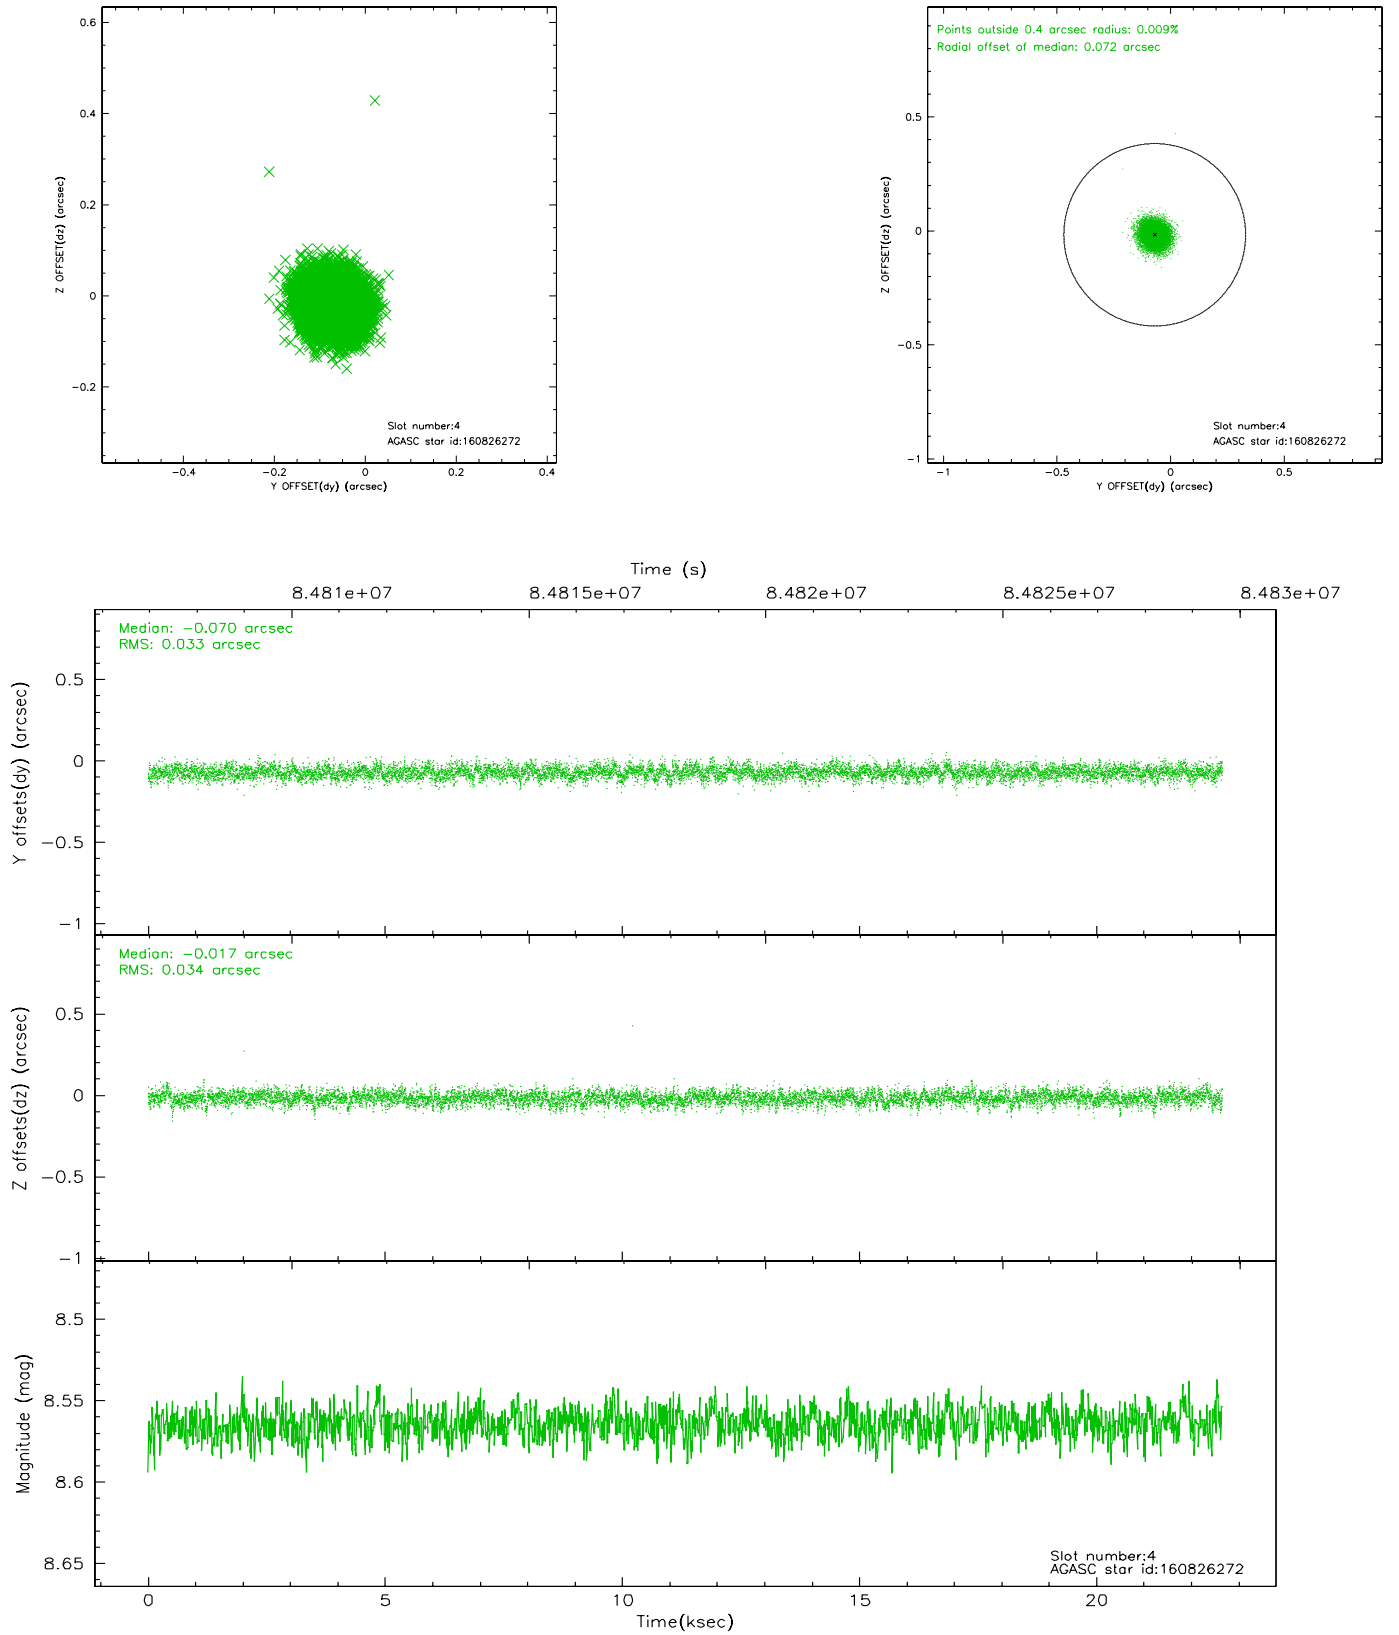 0.6
0.4
0.2
0
−0.2
Z OFFSET(dz) (arcsec)
Slot number:4
AGASC star id:160826272
−0.4 −0.2 0 0.2 0.4
Y OFFSET(dy) (arcsec)
Points outside 0.4 arcsec radius: 0.009%
Radial offset of median: 0.072 arcsec
0.5
0
−0.5
−1
Z OFFSET(dz) (arcsec)
Slot number:4
AGASC star id:160826272
−1 −0.5 0 0.5
Y OFFSET(dy) (arcsec)
Time (s)
8.481e+07 8.4815e+07 8.482e+07 8.4825e+07 8.483e+07
Median: −0.070 arcsec
RMS: 0.033 arcsec
0.5
0
−0.5
−1
Y offsets(dy) (arcsec)
Median: −0.017 arcsec
RMS: 0.034 arcsec
0.5
0
−0.5
−1
Z offsets(dz) (arcsec)
8.5
8.55
8.6
8.65
Magnitude (mag)
Slot number:4
AGASC star id:160826272
0 5 10 15 20
Time(ksec)